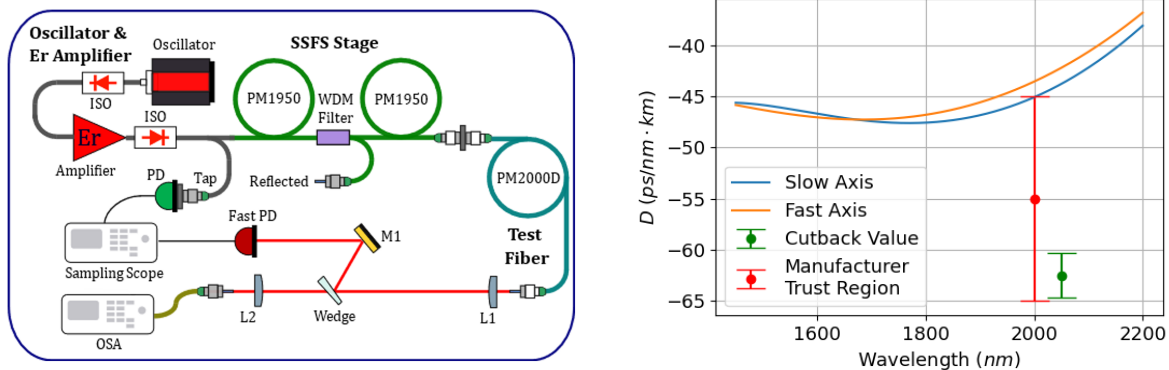 Oscillator &
Er Amplifier
Oscillator
SSFS Stage
ISO
PM1950
WDM
Filter
PM1950
ISO
Er
Amplifier
PD
Tap
Reflected
PM2000D
Fast PD
M1
Test
Fiber
Sampling Scope
OSA
L2
Wedge
L1
D (ps/nm · km)
−40
−45
−50
−55
−60
−65
Slow Axis
Fast Axis
Cutback Value
Manufacturer
Trust Region
1600
1800
2000
2200
Wavelength (nm)